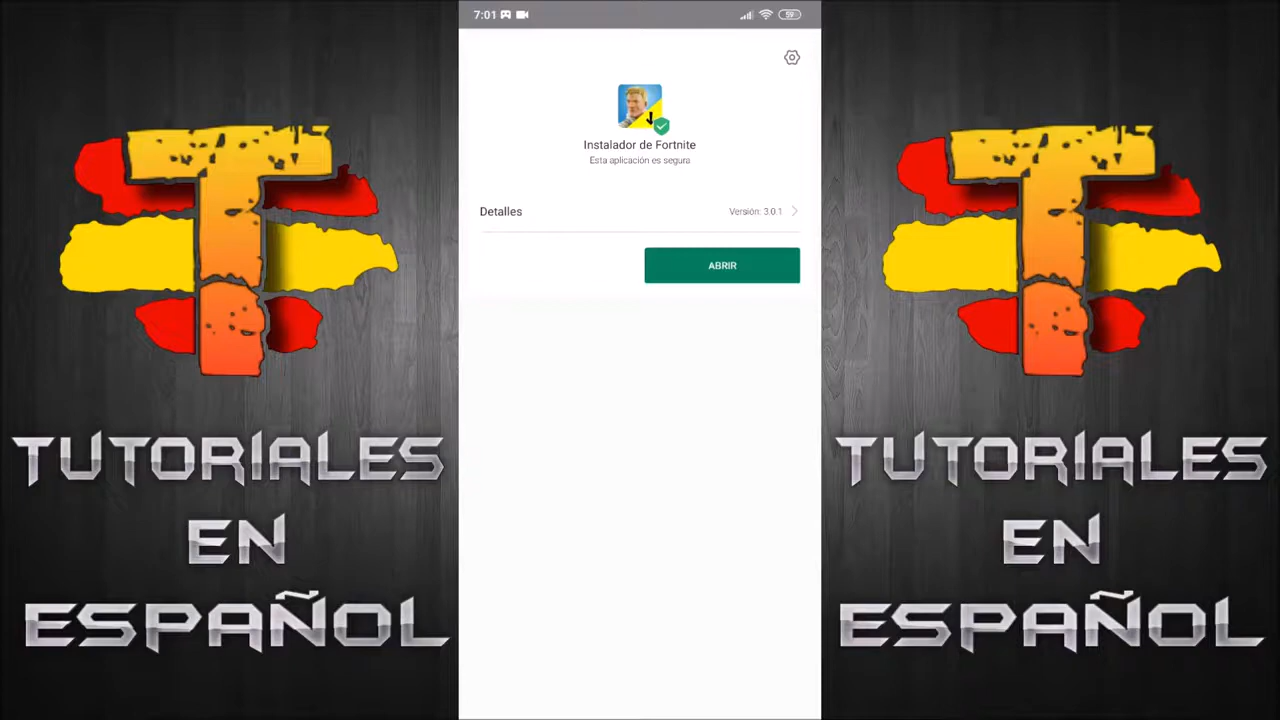 7:01
59
Instalador de Fortnite
Esta aplicación es segura
Detalles
Versión: 3.0.1
ABRIR
TUTORIALES
EN
ESPAÑOL
TUTORIALES
EN
ESPAÑOL